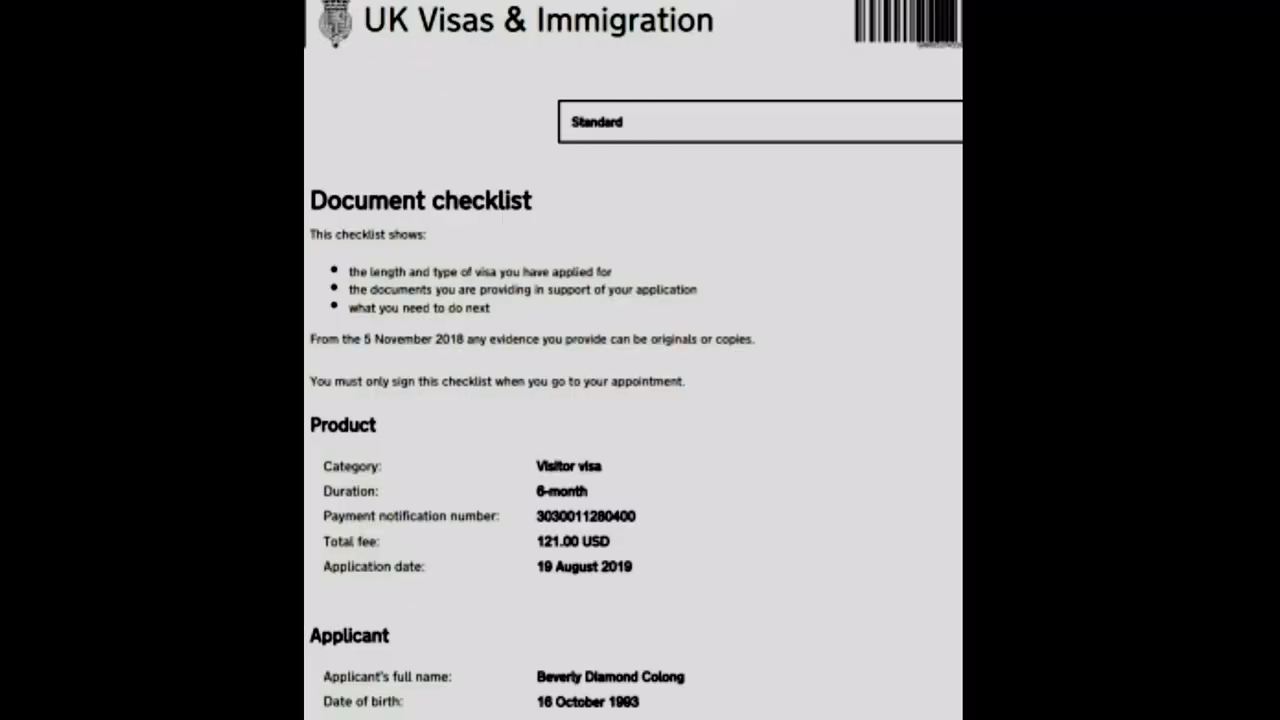 UK Visas & Immigration
Standard
Document checklist
This checklist shows:
• the length and type of visa you have applied for
• the documents you are providing in support of your application
• what you need to do next
From the 5 November 2018 any evidence you provide can be originals or copies.
You must only sign this checklist when you go to your appointment.
Product
Category: Visitor visa
Duration: 6-month
Payment notification number: 3030011280400
Total fee: 121.00 USD
Application date: 19 August 2019
Applicant
Applicant's full name: Beverly Diamond Colong
Date of birth: 16 October 1993